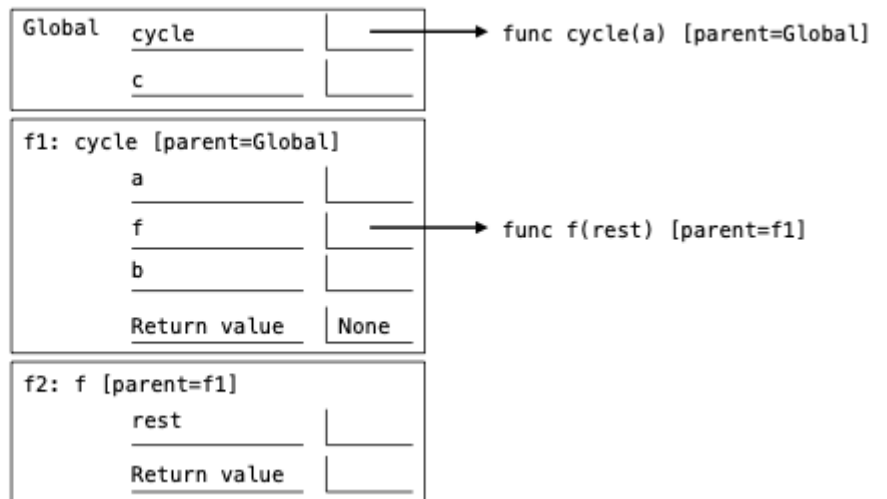 Global cycle func cycle(a) [parent=Global]
c
f1: cycle [parent=Global]
a
f func f(rest) [parent=f1]
b
Return value None
f2: f [parent=f1]
rest
Return value